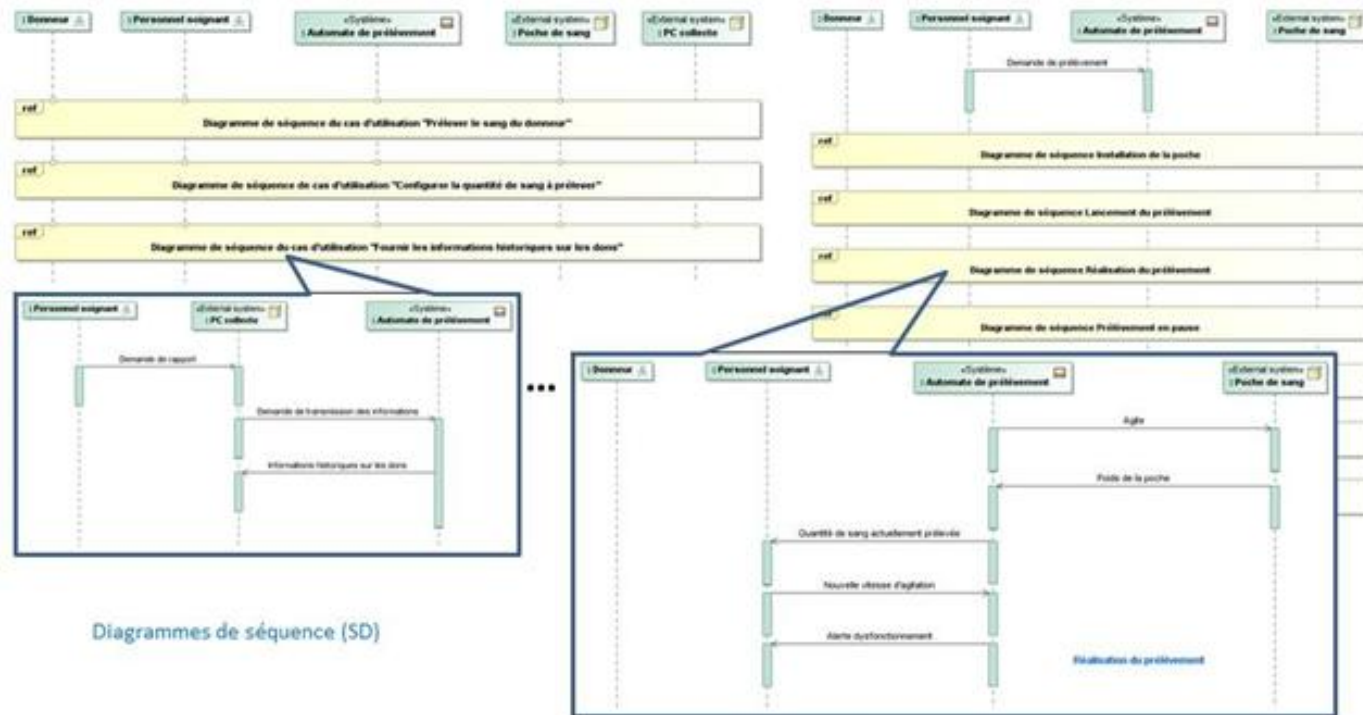 : Donneur
: Personnel soignant
«Système»
: Automate de prélèvement
«External system»
: Poche de sang
«External system»
: PC collecte
ref
Diagramme de séquence du cas d'utilisation "Prélever le sang du donneur"
ref
Diagramme de séquence de cas d'utilisation "Configurer la quantité de sang à prélever"
ref
Diagramme de séquence du cas d'utilisation "Fournir les informations historiques sur les dons"
: Donneur
: Personnel soignant
«Système»
: Automate de prélèvement
«External system»
: Poche de sang
Demande de prélèvement
ref
Diagramme de séquence Installation de la poche
ref
Diagramme de séquence Lancement du prélèvement
ref
Diagramme de séquence Réalisation du prélèvement
ref
Diagramme de séquence Prélèvement en pause
: Personnel soignant
«External system»
: PC collecte
«Système»
: Automate de prélèvement
Demande de rapport
Demande de transmission des informations
Informations historiques sur les dons
...
: Donneur
: Personnel soignant
«Système»
: Automate de prélèvement
«External system»
: Poche de sang
Agite
Poids de la poche
Quantité de sang actuellement prélevée
Nouvelle vitesse d'agitation
Alerte dysfonctionnement
Réalisation du prélèvement
Diagrammes de séquence (SD)